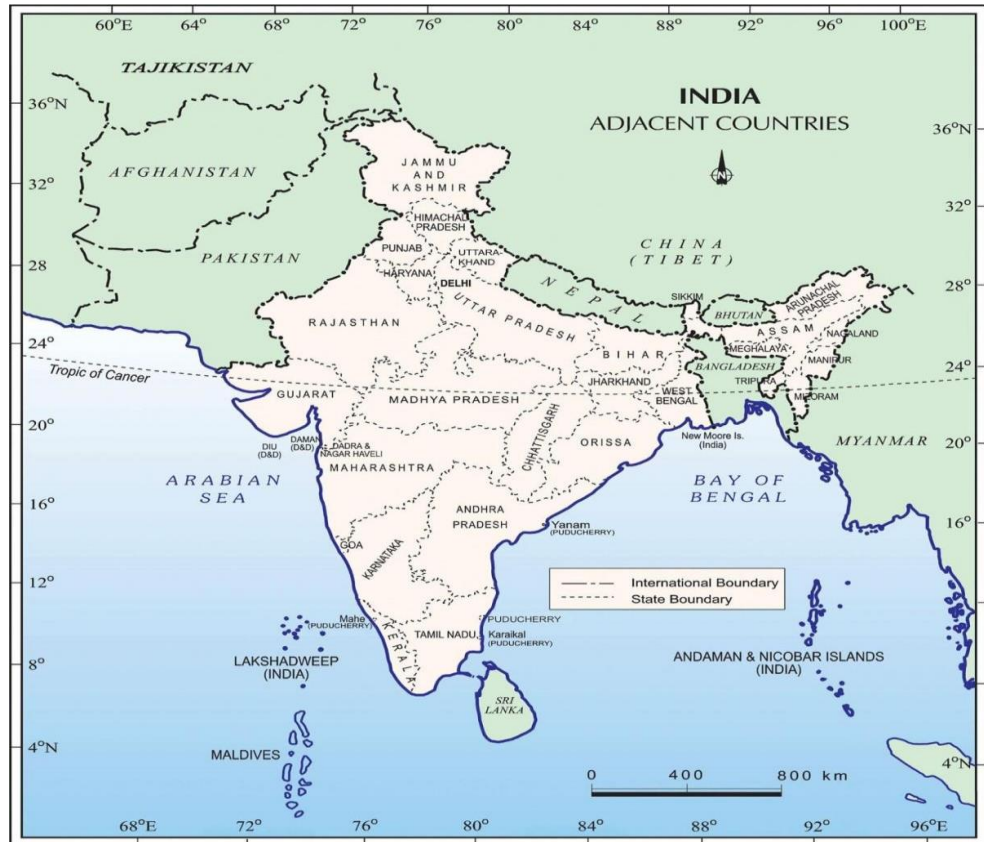 60°E 64° 68° 72° 76° 80° 84° 88° 92° 96° 100°E
TAJIKISTAN
INDIA
ADJACENT COUNTRIES
36°N
36°N
N
JAMMU
AND
KASHMIR
AFGHANISTAN
32°
32°
HIMACHAL
PRADESH
CHINA
(TIBET)
PUNJAB
UTTARA-
KHAND
PAKISTAN
28°
28°
HARYANA
DELHI
NEPAL
SIKKIM
ARUNACHAL
PRADESH
BHUTAN
RAJASTHAN
UTTAR PRADESH
ASSAM
NAGALAND
24°
24°
BIHAR
MEGHALAYA
MANIPUR
BANGLADESH
Tropic of Cancer
JHARKHAND
TRIPURA
GUJARAT
MADHYA PRADESH
WEST
BENGAL
MIZORAM
20°
20°
DIU
(D&D)
DAMAN
(D&D)
DADRA &
NAGAR HAVELI
CHHATTISGARH
ORISSA
New Moore Is.
(India)
MYANMAR
MAHARASHTRA
ARABIAN
SEA
BAY OF
BENGAL
16°
16°
ANDHRA
PRADESH
Yanam
(PUDUCHERRY)
GOA
KARNATAKA
12°
12°
International Boundary
State Boundary
Mahe
(PUDUCHERRY)
PUDUCHERRY
KERALA
TAMIL NADU
Karaikal
(PUDUCHERRY)
LAKSHADWEEP
(INDIA)
ANDAMAN & NICOBAR ISLANDS
(INDIA)
8°
8°
SRI
LANKA
MALDIVES
4°N
4°N
0 400 800 km
68°E 72° 76° 80° 84° 88° 92° 96°E